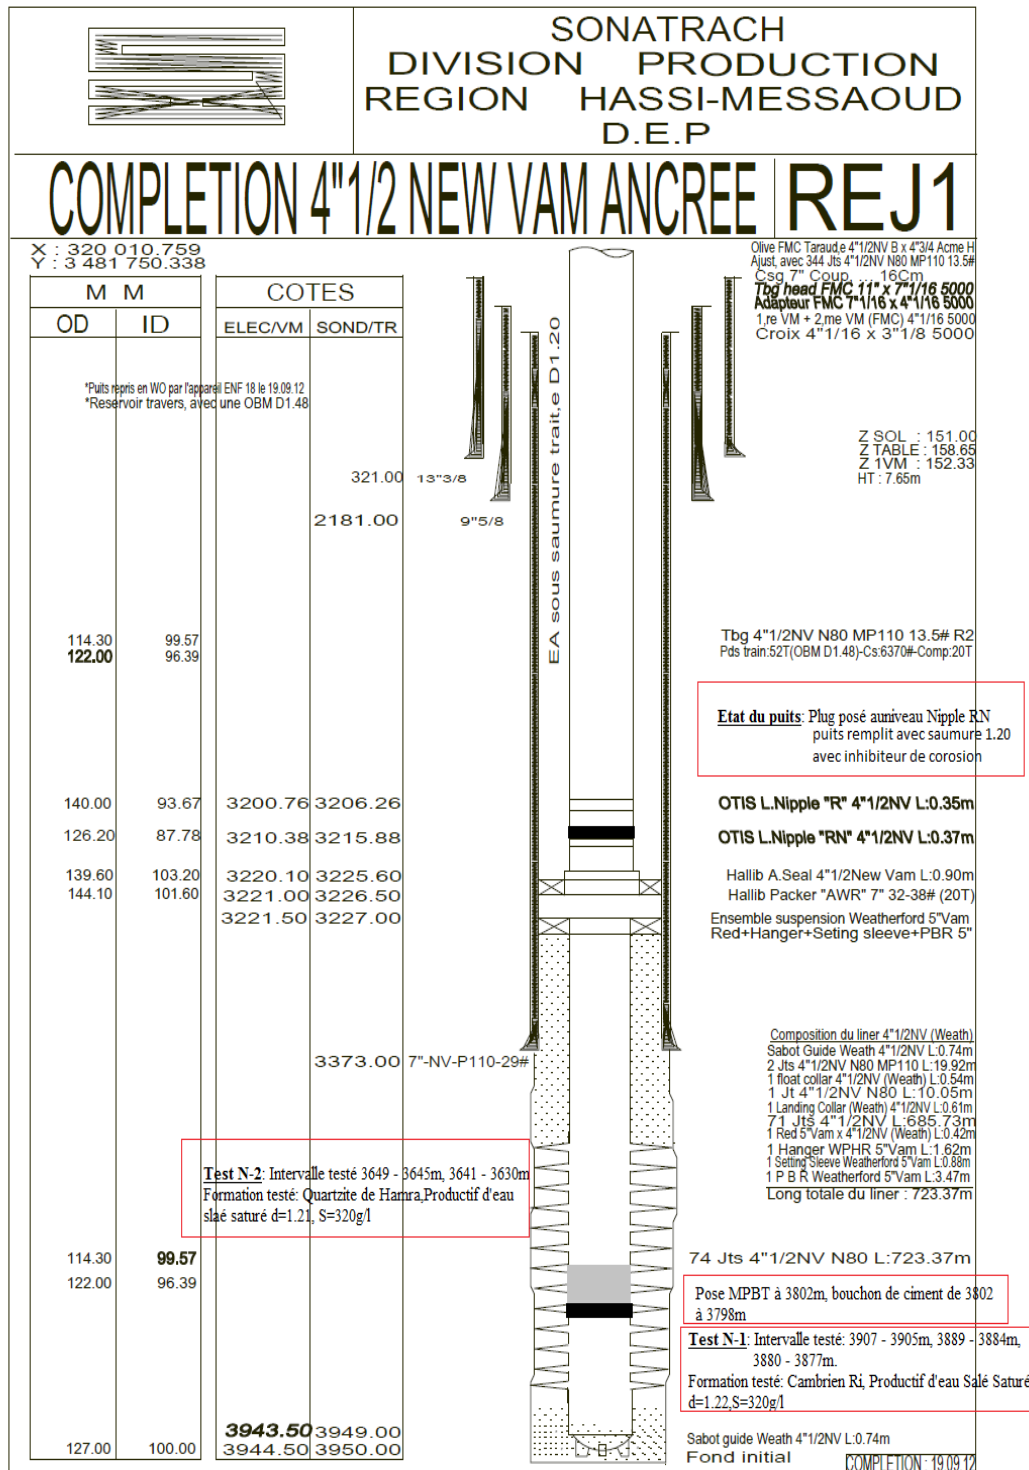 SONATRACH
DIVISION PRODUCTION
REGION HASSI-MESSAOUD
D.E.P
COMPLETION 4"1/2 NEW VAM ANCREE
REJ1
X : 320 010.759
Y : 3 481 750.338
M M
COTES
OD
ID
ELEC/VM
SOND/TR
*Puits repris en WO par l'appareil ENF 18 le 19.09.12
*Reservoir travers, avec une OBM D1.48
EA sous saumure trait,e D1.20
Olive FMC Taraud,e 4"1/2NV B x 4"3/4 Acme H
Ajust, avec 344 Jts 4"1/2NV N80 MP110 13.5#
Csg 7" Coup, ... 16Cm
Tbg head FMC 11" x 7"1/16 5000
Adapteur FMC 7"1/16 x 4"1/16 5000
1,re VM + 2,me VM (FMC) 4"1/16 5000
Croix 4"1/16 x 3"1/8 5000
Z SOL : 151.00
Z TABLE : 158.65
Z 1VM : 152.33
HT : 7.65m
321.00 13"3/8
2181.00 9"5/8
114.30 99.57
122.00 96.39
Tbg 4"1/2NV N80 MP110 13.5# R2
Pds train:52T(OBM D1.48)-Cs:6370#-Comp:20T
Etat du puits: Plug posé auniveau Nipple RN
puits remplit avec saumure 1.20
avec inhibiteur de corosion
140.00 93.67 3200.76 3206.26 OTIS L.Nipple "R" 4"1/2NV L:0.35m
126.20 87.78 3210.38 3215.88 OTIS L.Nipple "RN" 4"1/2NV L:0.37m
139.60 103.20 3220.10 3225.60 Hallib A.Seal 4"1/2New Vam L:0.90m
144.10 101.60 3221.00 3226.50 Hallib Packer "AWR" 7" 32-38# (20T)
3221.50 3227.00 Ensemble suspension Weatherford 5"Vam
Red+Hanger+Seting sleeve+PBR 5"
3373.00 7"-NV-P110-29#
Composition du liner 4"1/2NV (Weath)
Sabot Guide Weath 4"1/2NV L:0.74m
2 Jts 4"1/2NV N80 MP110 L:19.92m
1 float collar 4"1/2NV (Weath) L:0.54m
1 Jt 4"1/2NV N80 L:10.05m
1 Landing Collar (Weath) 4"1/2NV L:0.61m
71 Jts 4"1/2NV L:685.73m
1 Red 5"Vam x 4"1/2NV (Weath) L:0.42m
1 Hanger WPHR 5"Vam L:1.62m
1 Setting Sleeve Weatherford 5"Vam L:0.88m
1 P B R Weatherford 5"Vam L:3.47m
Long totale du liner : 723.37m
Test N-2: Intervalle testé 3649 - 3645m, 3641 - 3630m
Formation testé: Quartzite de Hamra,Productif d'eau
slaé saturé d=1.21, S=320g/l
114.30 99.57 74 Jts 4"1/2NV N80 L:723.37m
122.00 96.39
Pose MPBT à 3802m, bouchon de ciment de 3802
à 3798m
Test N-1: Intervalle testé: 3907 - 3905m, 3889 - 3884m,
3880 - 3877m.
Formation testé: Cambrien Ri, Productif d'eau Salé Saturé
d=1.22,S=320g/l
3943.50 3949.00 Sabot guide Weath 4"1/2NV L:0.74m
127.00 100.00 3944.50 3950.00 Fond initial
COMPLETION : 19.09.12